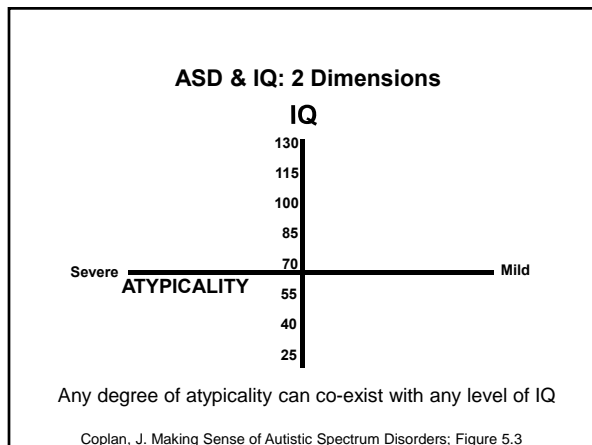 ASD & IQ: 2 Dimensions
IQ
130
115
100
85
70
Severe
Mild
ATYPICALITY
55
40
25
Any degree of atypicality can co-exist with any level of IQ
Coplan, J. Making Sense of Autistic Spectrum Disorders; Figure 5.3